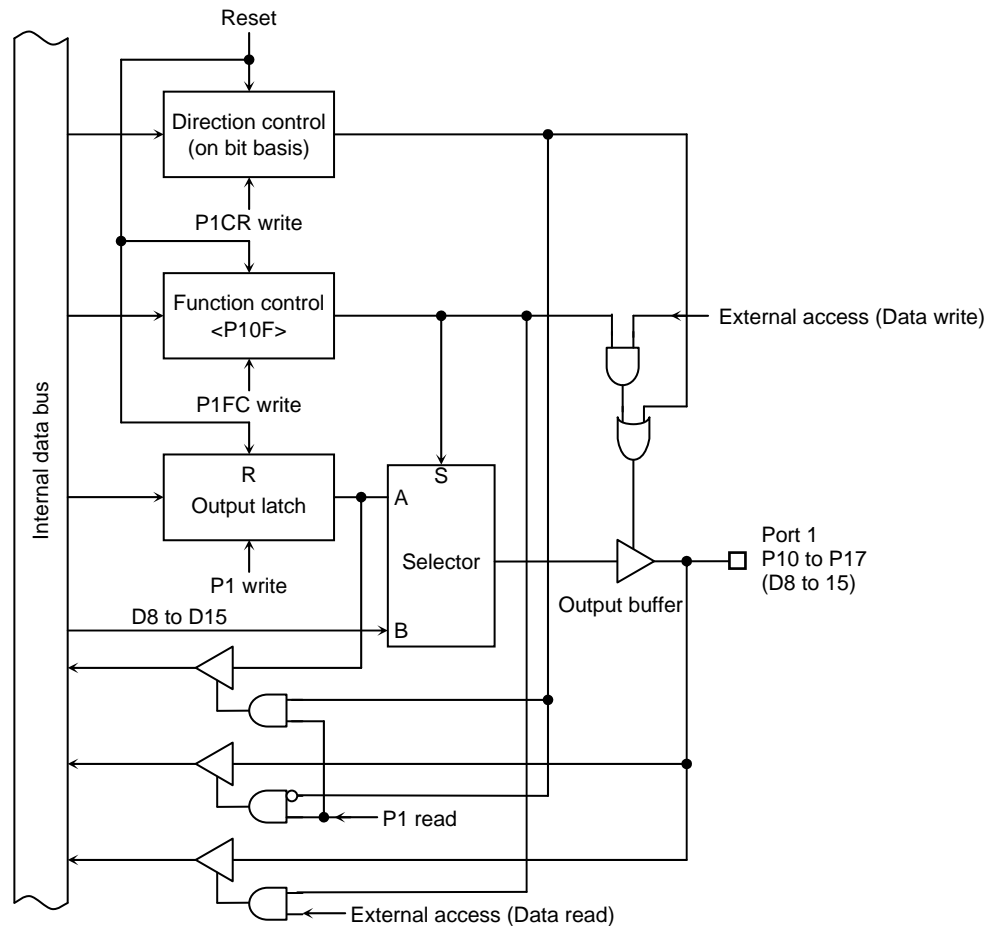 Reset
Direction control
(on bit basis)
P1CR write
Function control
<P10F>
External access (Data write)
P1FC write
Internal data bus
R
Output latch
S
A
Selector
Port 1
P10 to P17
(D8 to 15)
P1 write
Output buffer
D8 to D15
B
P1 read
External access (Data read)